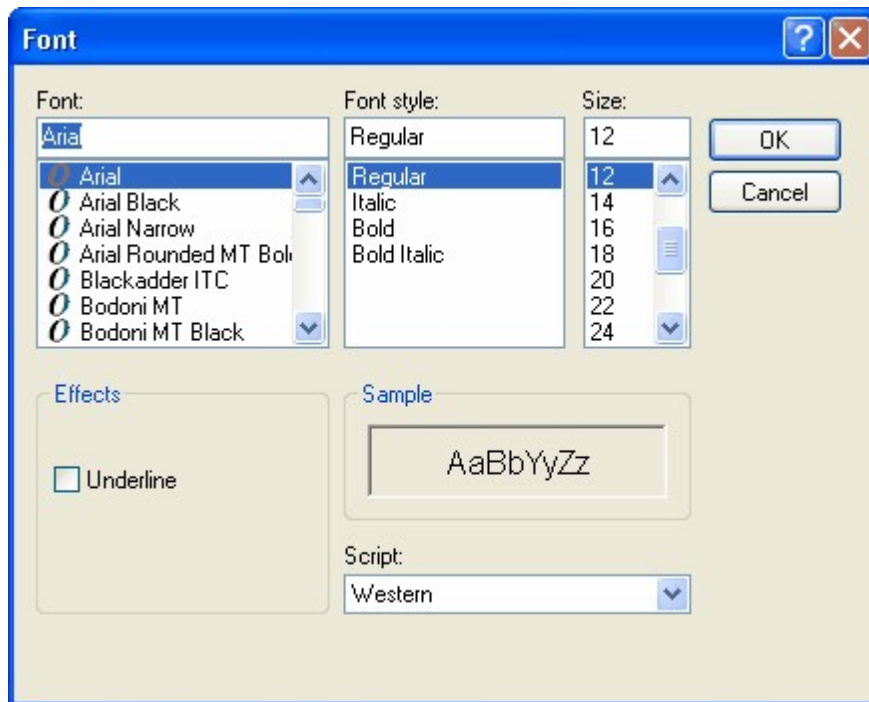 Font
Font:
Arial
Arial
Arial Black
Arial Narrow
Arial Rounded MT Bol
Blackadder ITC
Bodoni MT
Bodoni MT Black
Font style:
Regular
Regular
Italic
Bold
Bold Italic
Size:
12
12
14
16
18
20
22
24
OK
Cancel
Effects
Underline
Sample
AaBbYyZz
Script:
Western